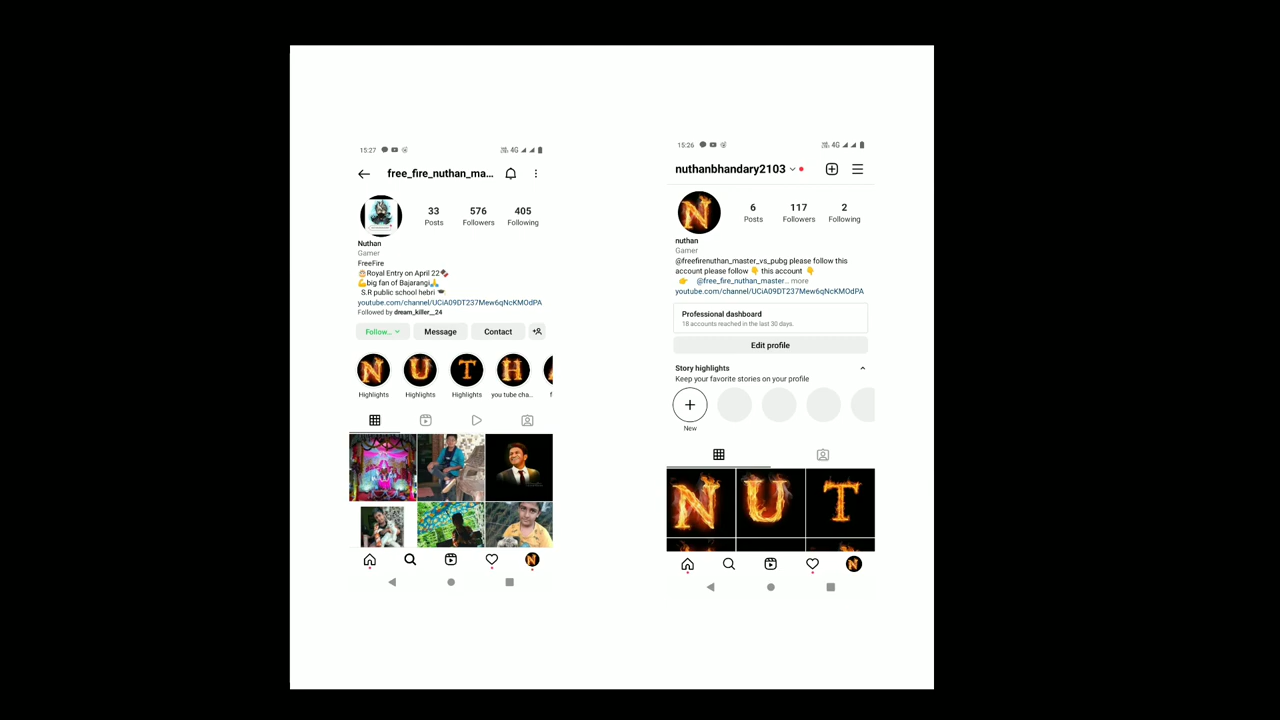 15:27
4G
free_fire_nuthan_ma...
33 576 405
Posts Followers Following
Nuthan
Gamer
FreeFire
🎂Royal Entry on April 22🍫
💪big fan of Bajarangi🙏
S.R public school hebri 🎓
youtube.com/channel/UCiA09DT237Mew6qNcKMOdPA
Followed by dream_killer__24
Follow... Message Contact
N U T H
Highlights Highlights Highlights you tube cha..
N
15:26
4G
nuthanbhandary2103
N
6 117 2
Posts Followers Following
nuthan
Gamer
@freefirenuthan_master_vs_pubg please follow this
account please follow 👇 this account 👇
👉 @free_fire_nuthan_master... more
youtube.com/channel/UCiA09DT237Mew6qNcKMOdPA
Professional dashboard
18 accounts reached in the last 30 days.
Edit profile
Story highlights
Keep your favorite stories on your profile
New
N U T
N